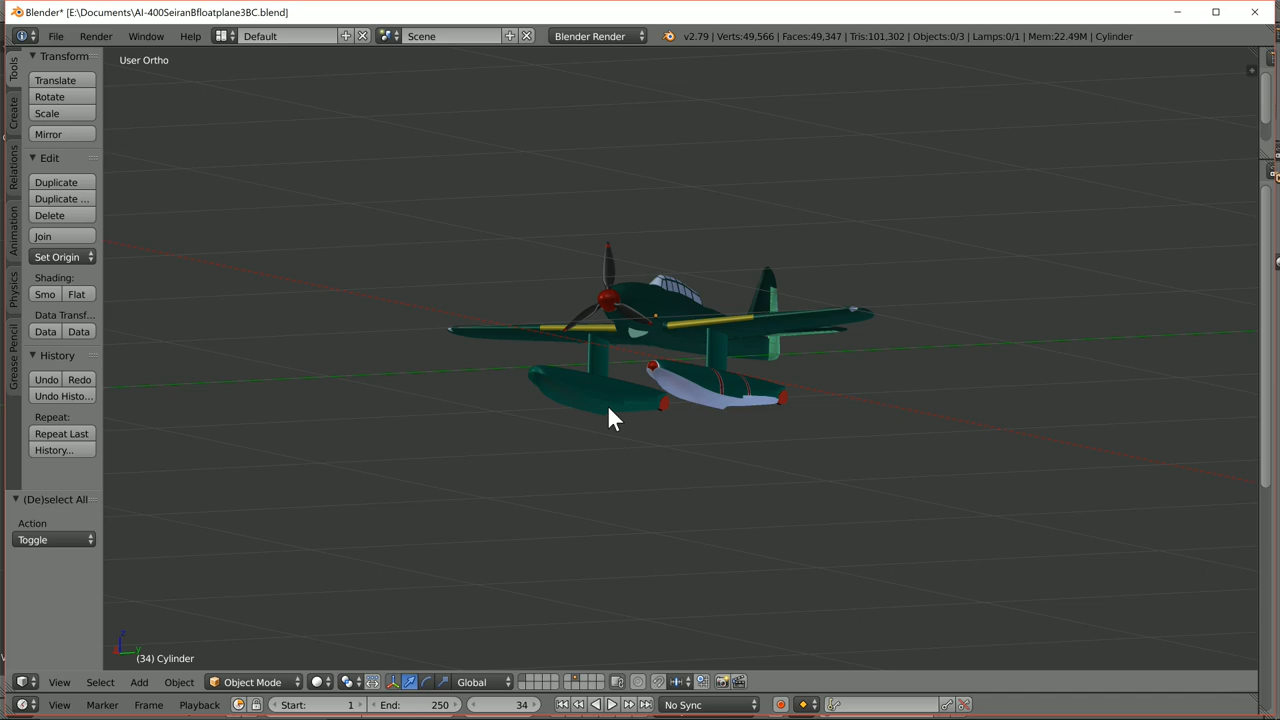 Blender* [E:\Documents\AI-400SeiranBfloatplane3BC.blend]
File Render Window Help Default Scene Blender Render v2.79 | Verts:49,566 | Faces:49,347 | Tris:101,302 | Objects:0/3 | Lamps:0/1 | Mem:22.49M | Cylinder
Tools
Create
Relations
Animation
Physics
Grease Pencil
Transform
Translate
Rotate
Scale
Mirror
Edit
Duplicate
Duplicate ...
Delete
Join
Set Origin
Shading:
Smo Flat
Data Transf...
Data Data
History
Undo Redo
Undo Histo...
Repeat:
Repeat Last
History...
(De)select All
Action
Toggle
User Ortho
z
y
(34) Cylinder
View Select Add Object Object Mode Global
View Marker Frame Playback Start: 1 End: 250 34 No Sync